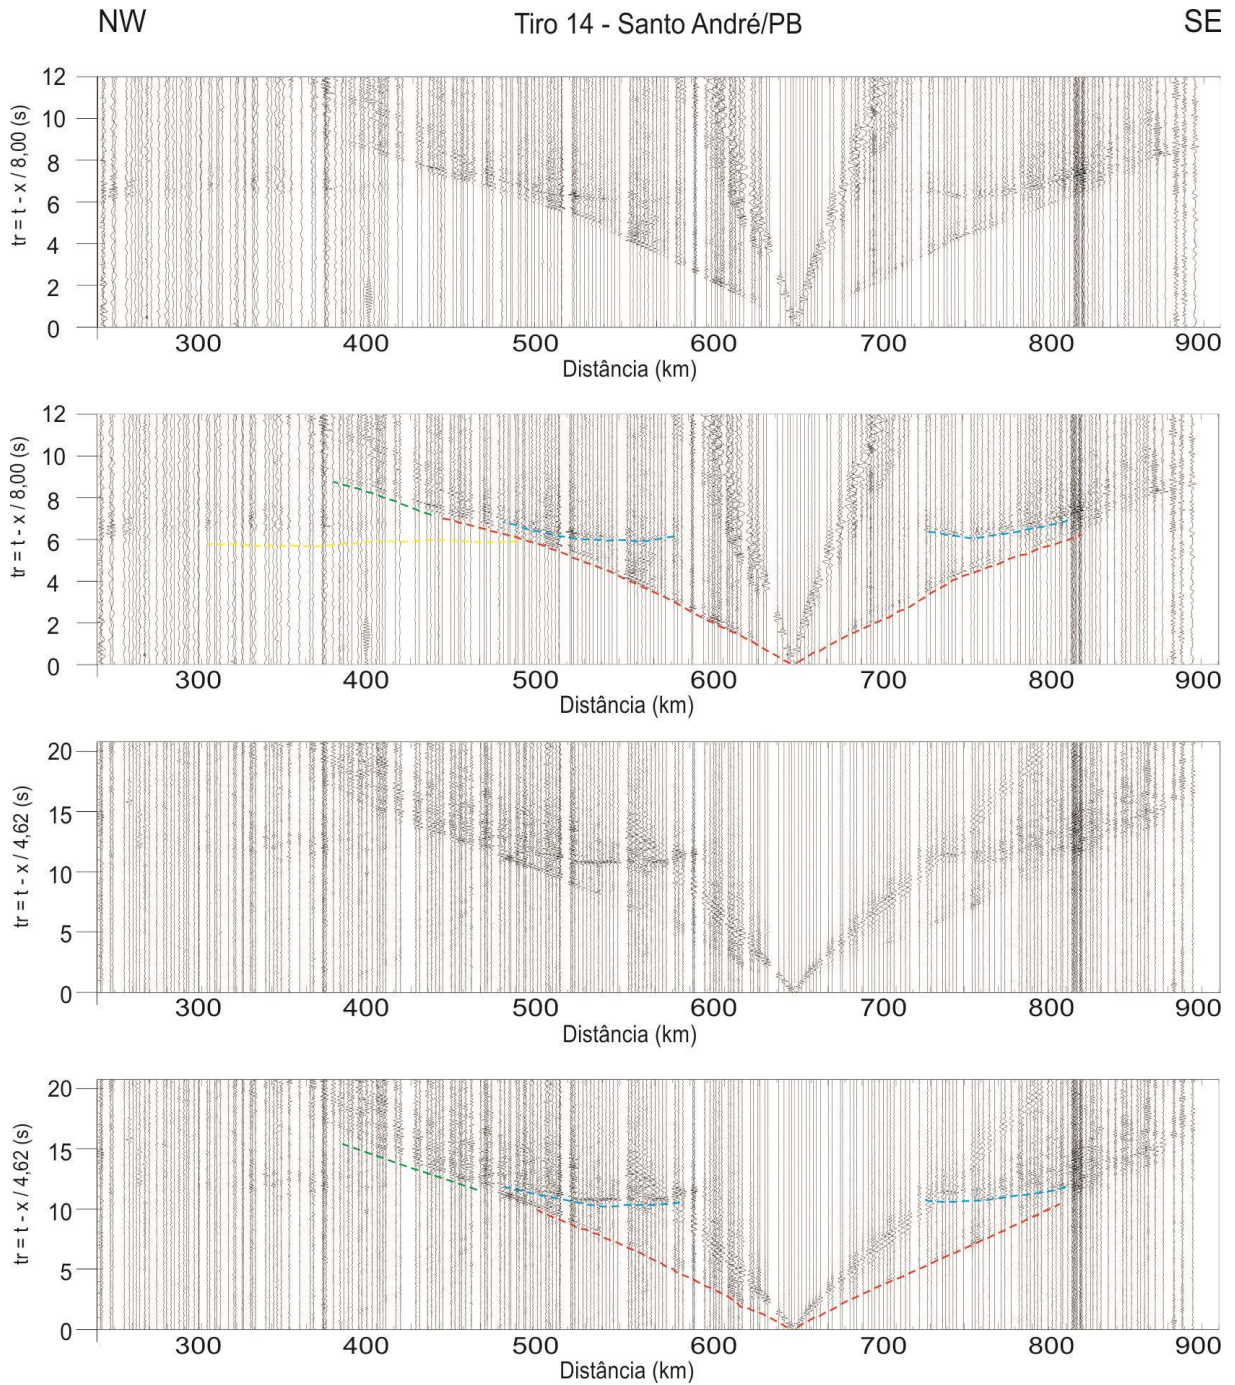 NW Tiro 14 - Santo André/PB SE
12
10
8
6
4
2
0
tr = t - x / 8,00 (s)
300 400 500 600 700 800 900
Distância (km)
12
10
8
6
4
2
0
tr = t - x / 8,00 (s)
300 400 500 600 700 800 900
Distância (km)
20
15
10
5
0
tr = t - x / 4,62 (s)
300 400 500 600 700 800 900
Distância (km)
20
15
10
5
0
tr = t - x / 4,62 (s)
300 400 500 600 700 800 900
Distância (km)